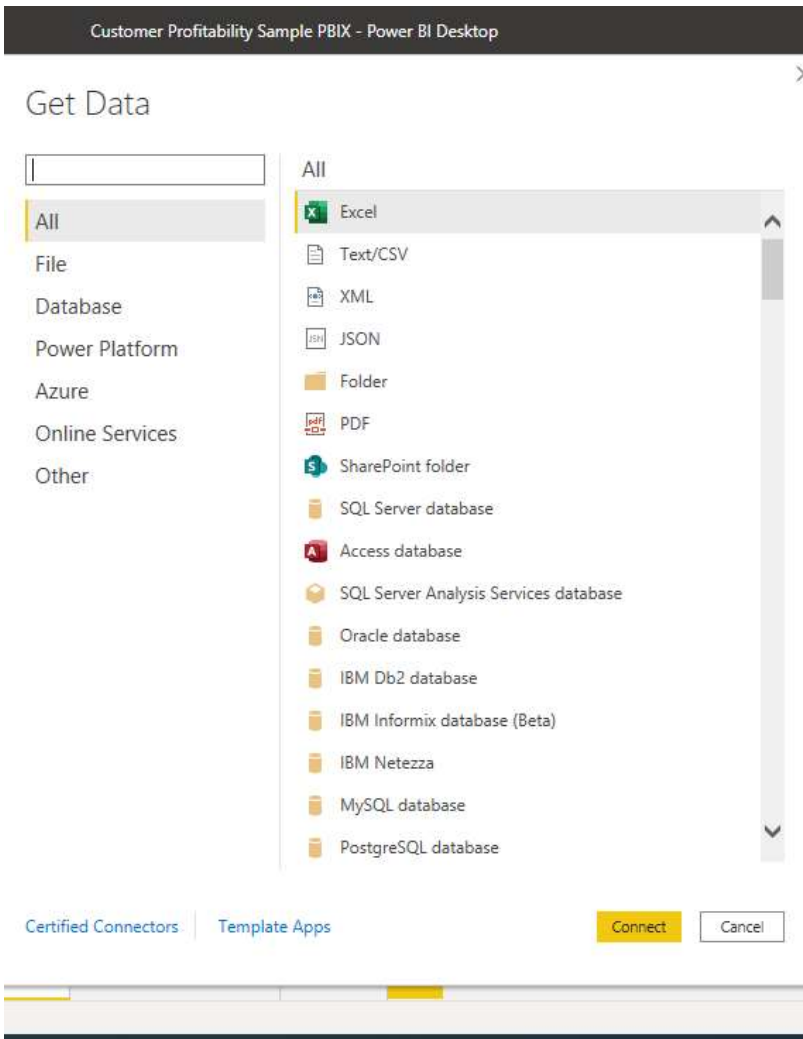 Customer Profitability Sample PBIX - Power BI Desktop
Get Data
All
File
Database
Power Platform
Azure
Online Services
Other
All
Excel
Text/CSV
XML
JSON
Folder
PDF
SharePoint folder
SQL Server database
Access database
SQL Server Analysis Services database
Oracle database
IBM Db2 database
IBM Informix database (Beta)
IBM Netezza
MySQL database
PostgreSQL database
Certified Connectors
Template Apps
Connect
Cancel